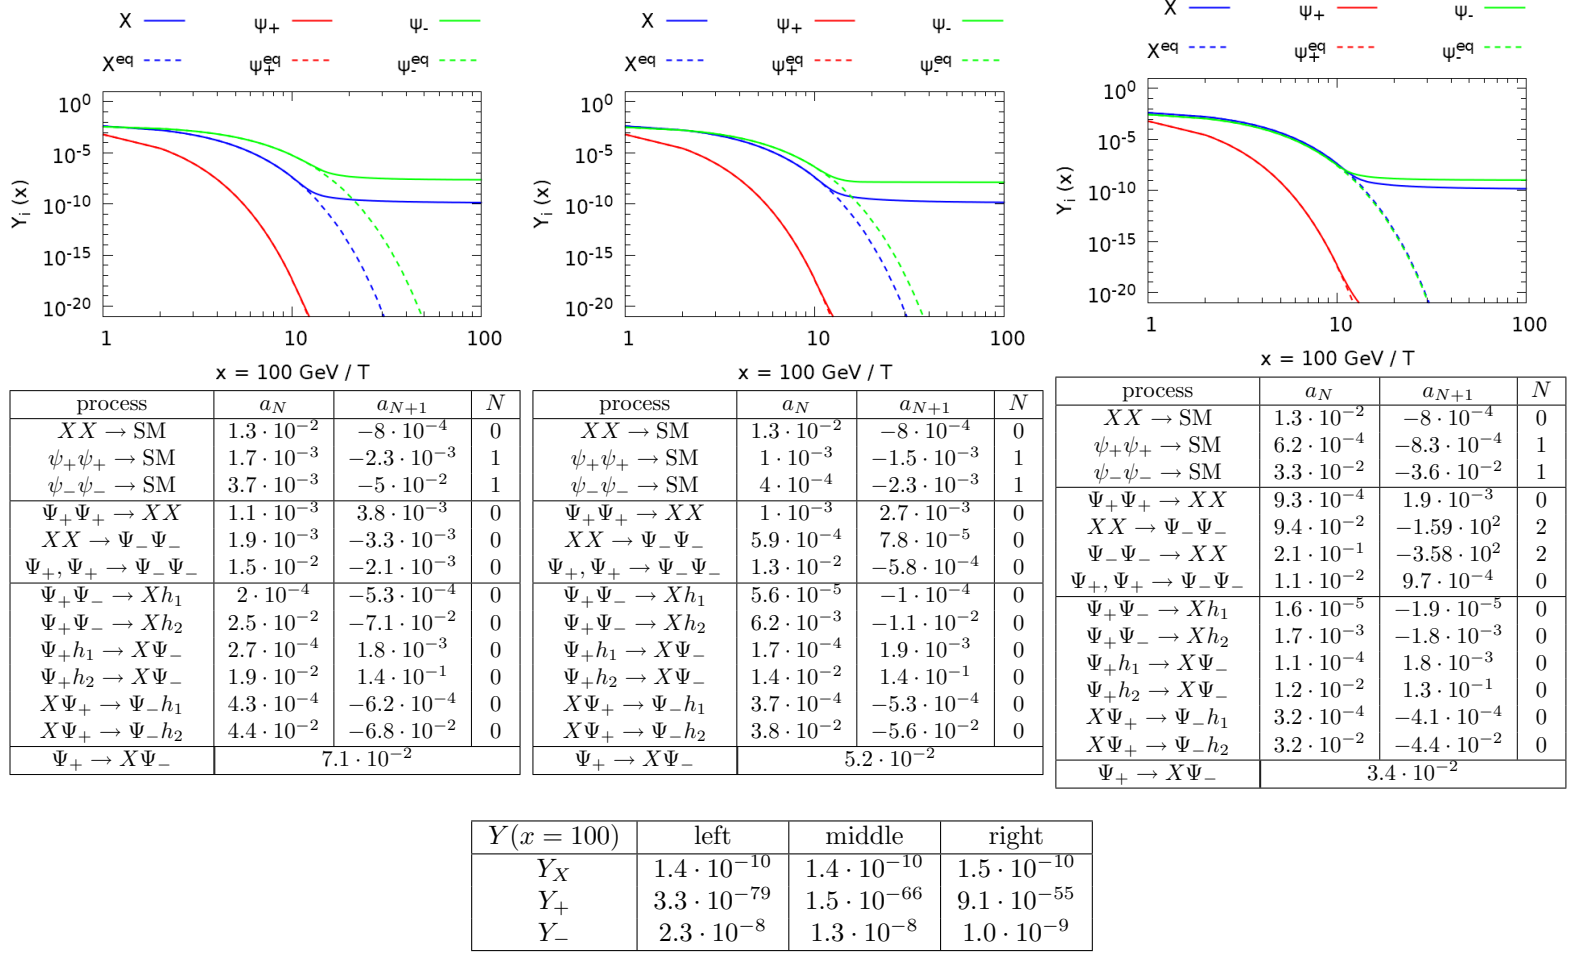 X ψ₊ ψ₋
X^eq ψ₊^eq ψ₋^eq
Y_i (x)
10^0
10^-5
10^-10
10^-15
10^-20
1 10 100
x = 100 GeV / T
process a_N a_{N+1} N
XX → SM 1.3 · 10^{-2} −8 · 10^{-4} 0
ψ₊ψ₊ → SM 1.7 · 10^{-3} −2.3 · 10^{-3} 1
ψ₋ψ₋ → SM 3.7 · 10^{-3} −5 · 10^{-2} 1
Ψ₊Ψ₊ → XX 1.1 · 10^{-3} 3.8 · 10^{-3} 0
XX → Ψ₋Ψ₋ 1.9 · 10^{-3} −3.3 · 10^{-3} 0
Ψ₊, Ψ₊ → Ψ₋Ψ₋ 1.5 · 10^{-2} −2.1 · 10^{-3} 0
Ψ₊Ψ₋ → Xh₁ 2 · 10^{-4} −5.3 · 10^{-4} 0
Ψ₊Ψ₋ → Xh₂ 2.5 · 10^{-2} −7.1 · 10^{-2} 0
Ψ₊h₁ → XΨ₋ 2.7 · 10^{-4} 1.8 · 10^{-3} 0
Ψ₊h₂ → XΨ₋ 1.9 · 10^{-2} 1.4 · 10^{-1} 0
XΨ₊ → Ψ₋h₁ 4.3 · 10^{-4} −6.2 · 10^{-4} 0
XΨ₊ → Ψ₋h₂ 4.4 · 10^{-2} −6.8 · 10^{-2} 0
Ψ₊ → XΨ₋ 7.1 · 10^{-2}
X ψ₊ ψ₋
X^eq ψ₊^eq ψ₋^eq
Y_i (x)
10^0
10^-5
10^-10
10^-15
10^-20
1 10 100
x = 100 GeV / T
process a_N a_{N+1} N
XX → SM 1.3 · 10^{-2} −8 · 10^{-4} 0
ψ₊ψ₊ → SM 1 · 10^{-3} −1.5 · 10^{-3} 1
ψ₋ψ₋ → SM 4 · 10^{-4} −2.3 · 10^{-3} 1
Ψ₊Ψ₊ → XX 1 · 10^{-3} 2.7 · 10^{-3} 0
XX → Ψ₋Ψ₋ 5.9 · 10^{-4} 7.8 · 10^{-5} 0
Ψ₊, Ψ₊ → Ψ₋Ψ₋ 1.3 · 10^{-2} −5.8 · 10^{-4} 0
Ψ₊Ψ₋ → Xh₁ 5.6 · 10^{-5} −1 · 10^{-4} 0
Ψ₊Ψ₋ → Xh₂ 6.2 · 10^{-3} −1.1 · 10^{-2} 0
Ψ₊h₁ → XΨ₋ 1.7 · 10^{-4} 1.9 · 10^{-3} 0
Ψ₊h₂ → XΨ₋ 1.4 · 10^{-2} 1.4 · 10^{-1} 0
XΨ₊ → Ψ₋h₁ 3.7 · 10^{-4} −5.3 · 10^{-4} 0
XΨ₊ → Ψ₋h₂ 3.8 · 10^{-2} −5.6 · 10^{-2} 0
Ψ₊ → XΨ₋ 5.2 · 10^{-2}
X ψ₊ ψ₋
X^eq ψ₊^eq ψ₋^eq
Y_i (x)
10^0
10^-5
10^-10
10^-15
10^-20
1 10 100
x = 100 GeV / T
process a_N a_{N+1} N
XX → SM 1.3 · 10^{-2} −8 · 10^{-4} 0
ψ₊ψ₊ → SM 6.2 · 10^{-4} −8.3 · 10^{-4} 1
ψ₋ψ₋ → SM 3.3 · 10^{-2} −3.6 · 10^{-2} 1
Ψ₊Ψ₊ → XX 9.3 · 10^{-4} 1.9 · 10^{-3} 0
XX → Ψ₋Ψ₋ 9.4 · 10^{-2} −1.59 · 10^{2} 2
Ψ₋Ψ₋ → XX 2.1 · 10^{-1} −3.58 · 10^{2} 2
Ψ₊, Ψ₊ → Ψ₋Ψ₋ 1.1 · 10^{-2} 9.7 · 10^{-4} 0
Ψ₊Ψ₋ → Xh₁ 1.6 · 10^{-5} −1.9 · 10^{-5} 0
Ψ₊Ψ₋ → Xh₂ 1.7 · 10^{-3} −1.8 · 10^{-3} 0
Ψ₊h₁ → XΨ₋ 1.1 · 10^{-4} 1.8 · 10^{-3} 0
Ψ₊h₂ → XΨ₋ 1.2 · 10^{-2} 1.3 · 10^{-1} 0
XΨ₊ → Ψ₋h₁ 3.2 · 10^{-4} −4.1 · 10^{-4} 0
XΨ₊ → Ψ₋h₂ 3.2 · 10^{-2} −4.4 · 10^{-2} 0
Ψ₊ → XΨ₋ 3.4 · 10^{-2}
Y(x = 100) left middle right
Y_X 1.4 · 10^{-10} 1.4 · 10^{-10} 1.5 · 10^{-10}
Y₊ 3.3 · 10^{-79} 1.5 · 10^{-66} 9.1 · 10^{-55}
Y₋ 2.3 · 10^{-8} 1.3 · 10^{-8} 1.0 · 10^{-9}